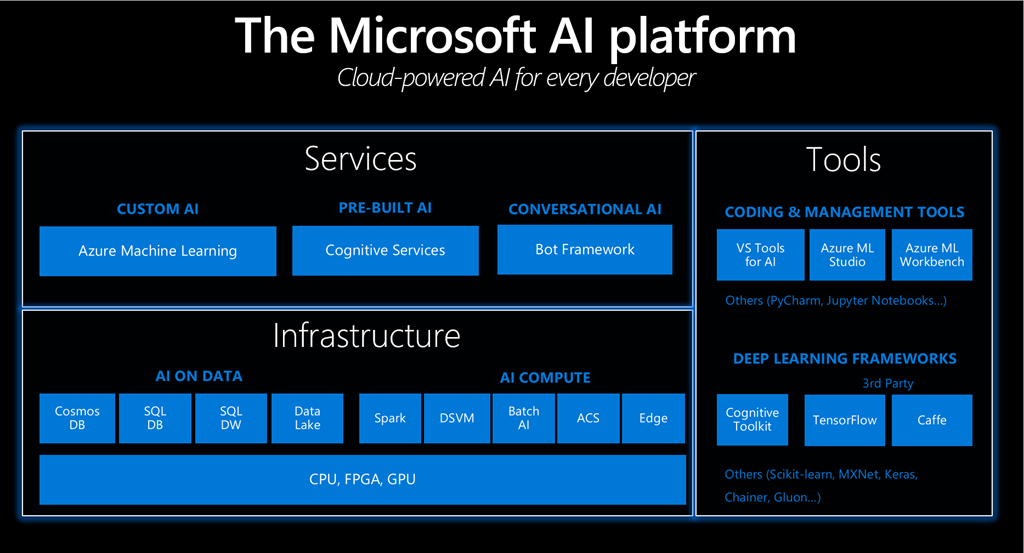 The Microsoft AI platform
Cloud-powered AI for every developer
Services
CUSTOM AI
PRE-BUILT AI
CONVERSATIONAL AI
Azure Machine Learning
Cognitive Services
Bot Framework
Infrastructure
AI ON DATA
AI COMPUTE
Cosmos
DB
SQL
DB
SQL
DW
Data
Lake
Spark
DSVM
Batch
AI
ACS
Edge
CPU, FPGA, GPU
Tools
CODING & MANAGEMENT TOOLS
VS Tools
for AI
Azure ML
Studio
Azure ML
Workbench
Others (PyCharm, Jupyter Notebooks...)
DEEP LEARNING FRAMEWORKS
3rd Party
Cognitive
Toolkit
TensorFlow
Caffe
Others (Scikit-learn, MXNet, Keras,
Chainer, Gluon...)